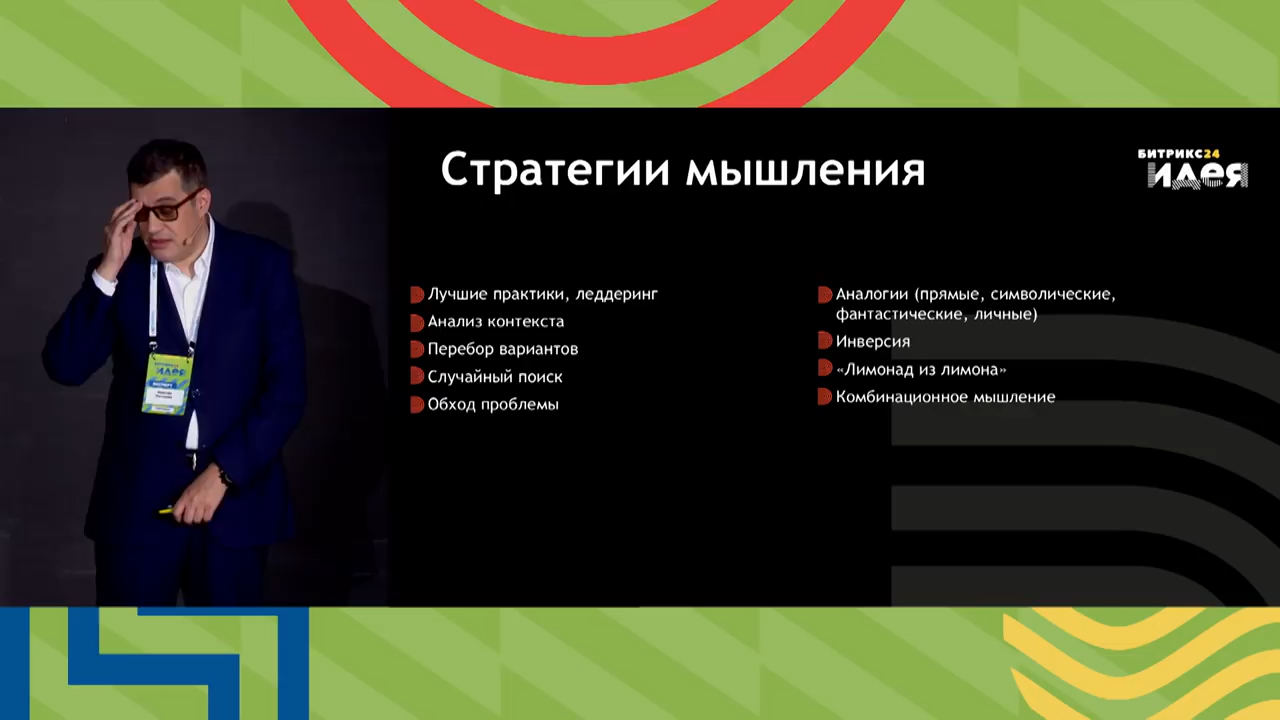 Стратегии мышления
БИТРИКС24
идея
Лучшие практики, леддеринг
Анализ контекста
Перебор вариантов
Случайный поиск
Обход проблемы
Аналогии (прямые, символические,
фантастические, личные)
Инверсия
«Лимонад из лимона»
Комбинационное мышление